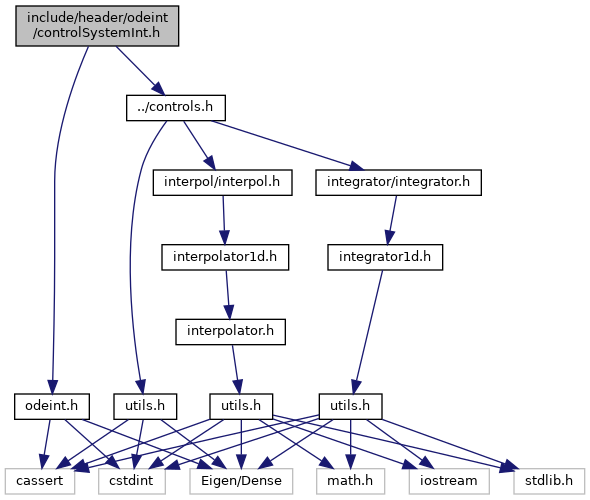 include/header/odeint
/controlSystemInt.h
../controls.h
interpol/interpol.h
integrator/integrator.h
interpolator1d.h
integrator1d.h
interpolator.h
odeint.h
utils.h
utils.h
utils.h
cassert
cstdint
Eigen/Dense
math.h
iostream
stdlib.h